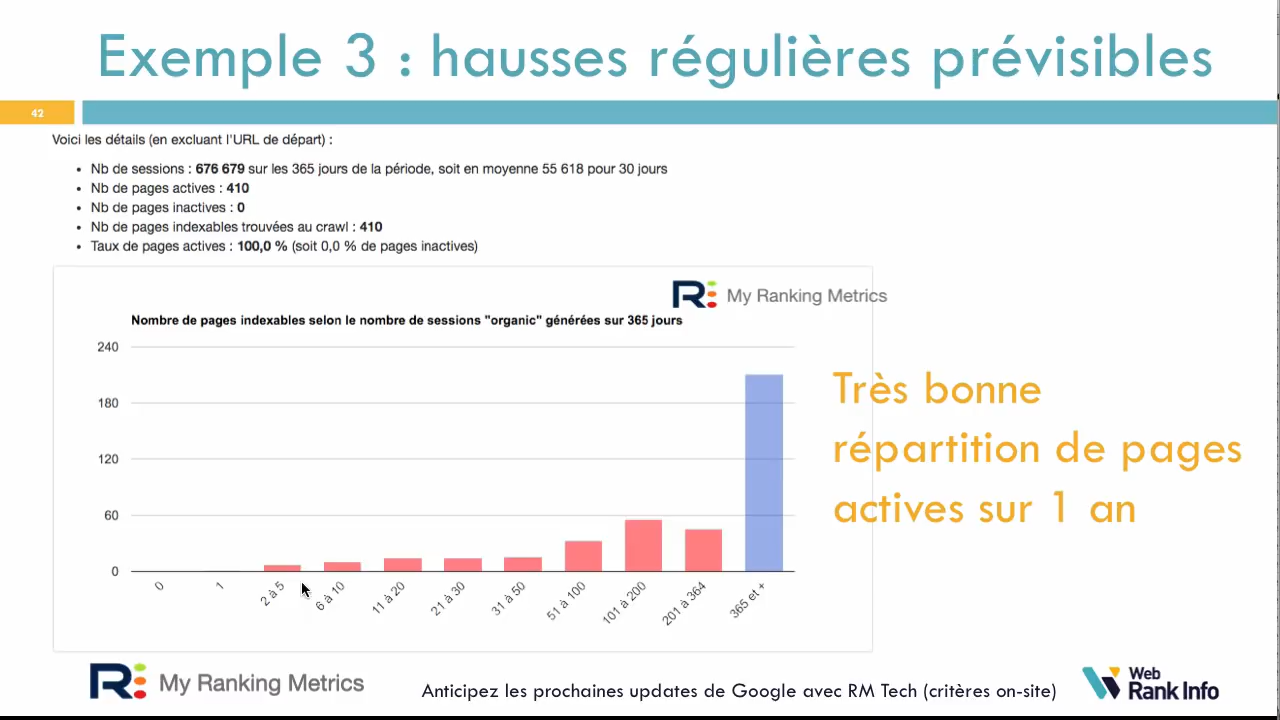 Exemple 3 : hausses régulières prévisibles
42
Voici les détails (en excluant l'URL de départ) :
• Nb de sessions : 676 679 sur les 365 jours de la période, soit en moyenne 55 618 pour 30 jours
• Nb de pages actives : 410
• Nb de pages inactives : 0
• Nb de pages indexables trouvées au crawl : 410
• Taux de pages actives : 100,0 % (soit 0,0 % de pages inactives)
My Ranking Metrics
Nombre de pages indexables selon le nombre de sessions "organic" générées sur 365 jours
240
180
120
60
0
0
1
2 à 5
6 à 10
11 à 20
21 à 30
31 à 50
51 à 100
101 à 200
201 à 364
365 et +
Très bonne
répartition de pages
actives sur 1 an
My Ranking Metrics
Anticipez les prochaines updates de Google avec RM Tech (critères on-site)
Web
Rank Info